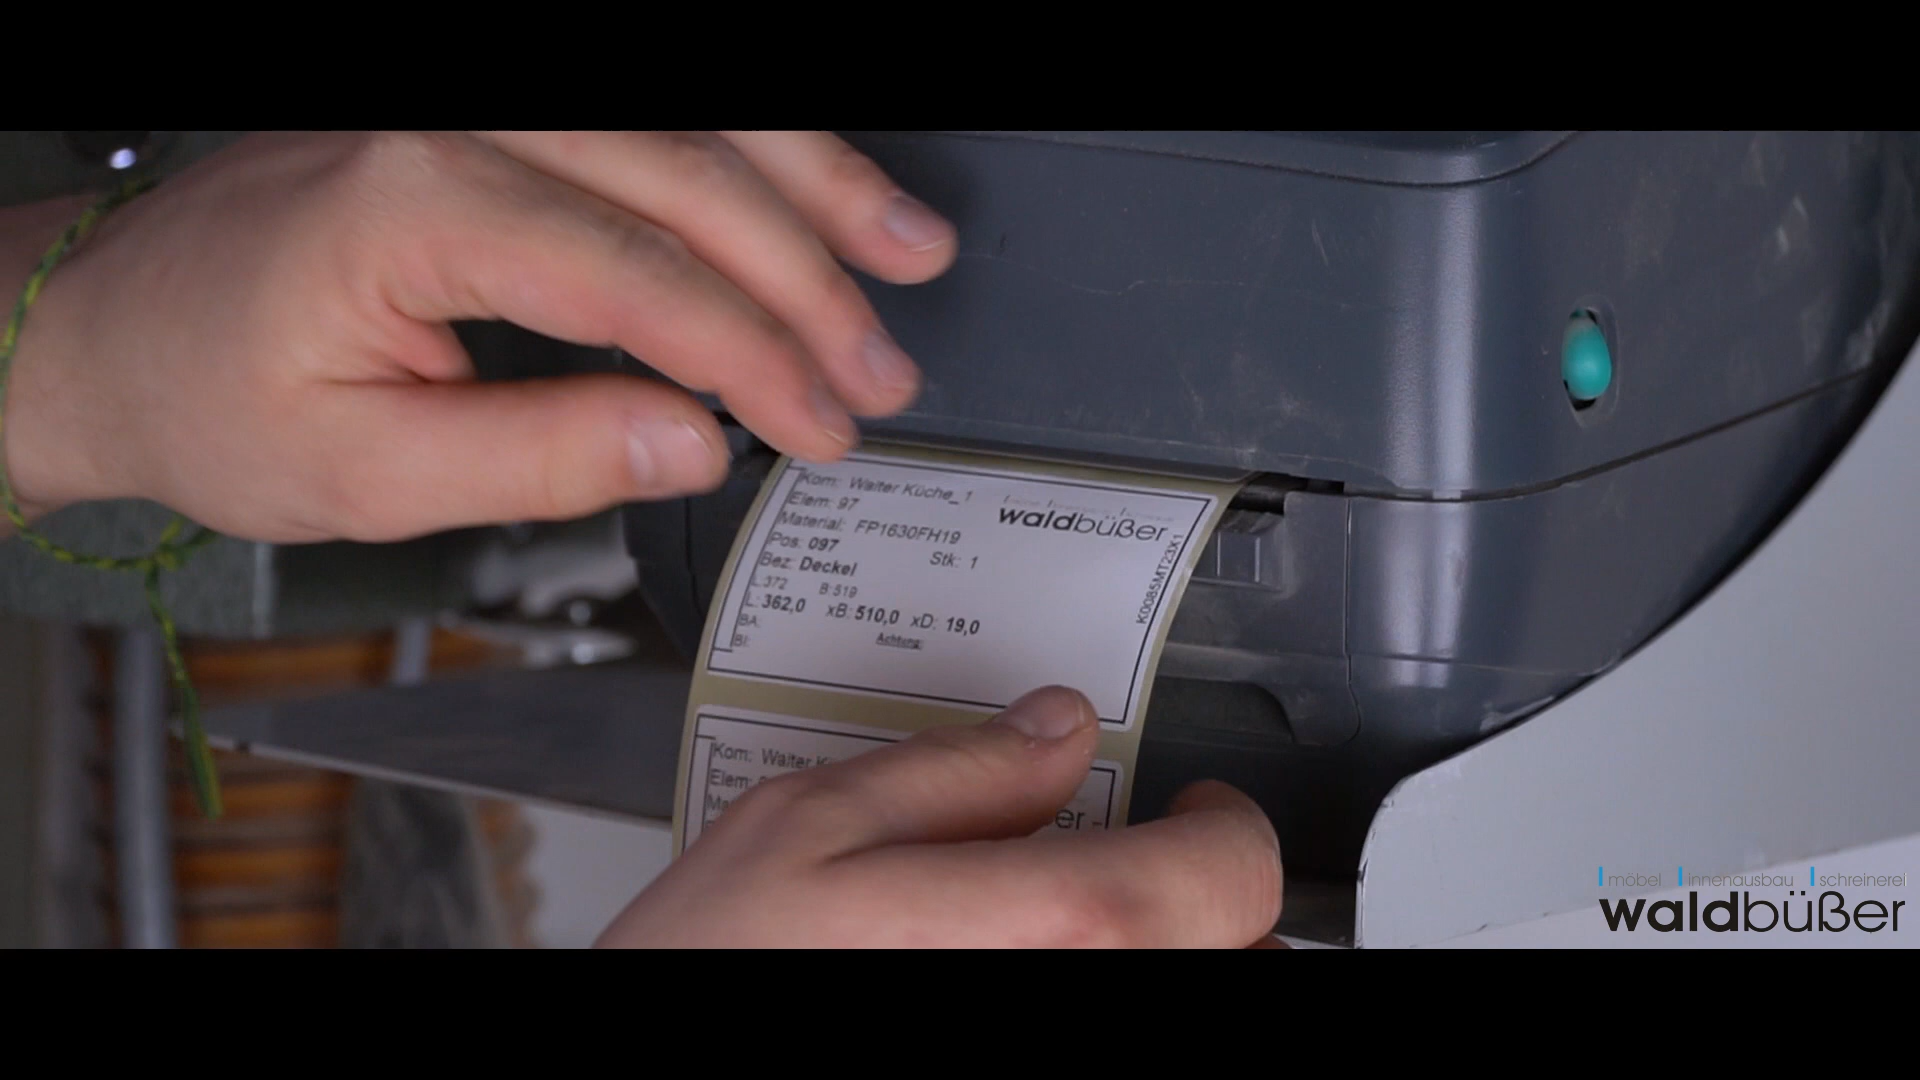 Kom: Walter Küche_1
Elem: 97
Material: FP1630FH19
Pos: 097
Stk: 1
Bez: Deckel
L:372 B:519
L:362,0 xB:510,0 xD: 19,0
BA:
Bl:
Achtung:
waldbüßer
K0085MT23X1
Kom: Walter
Elem:
möbel innenausbau schreinerei
waldbüßer